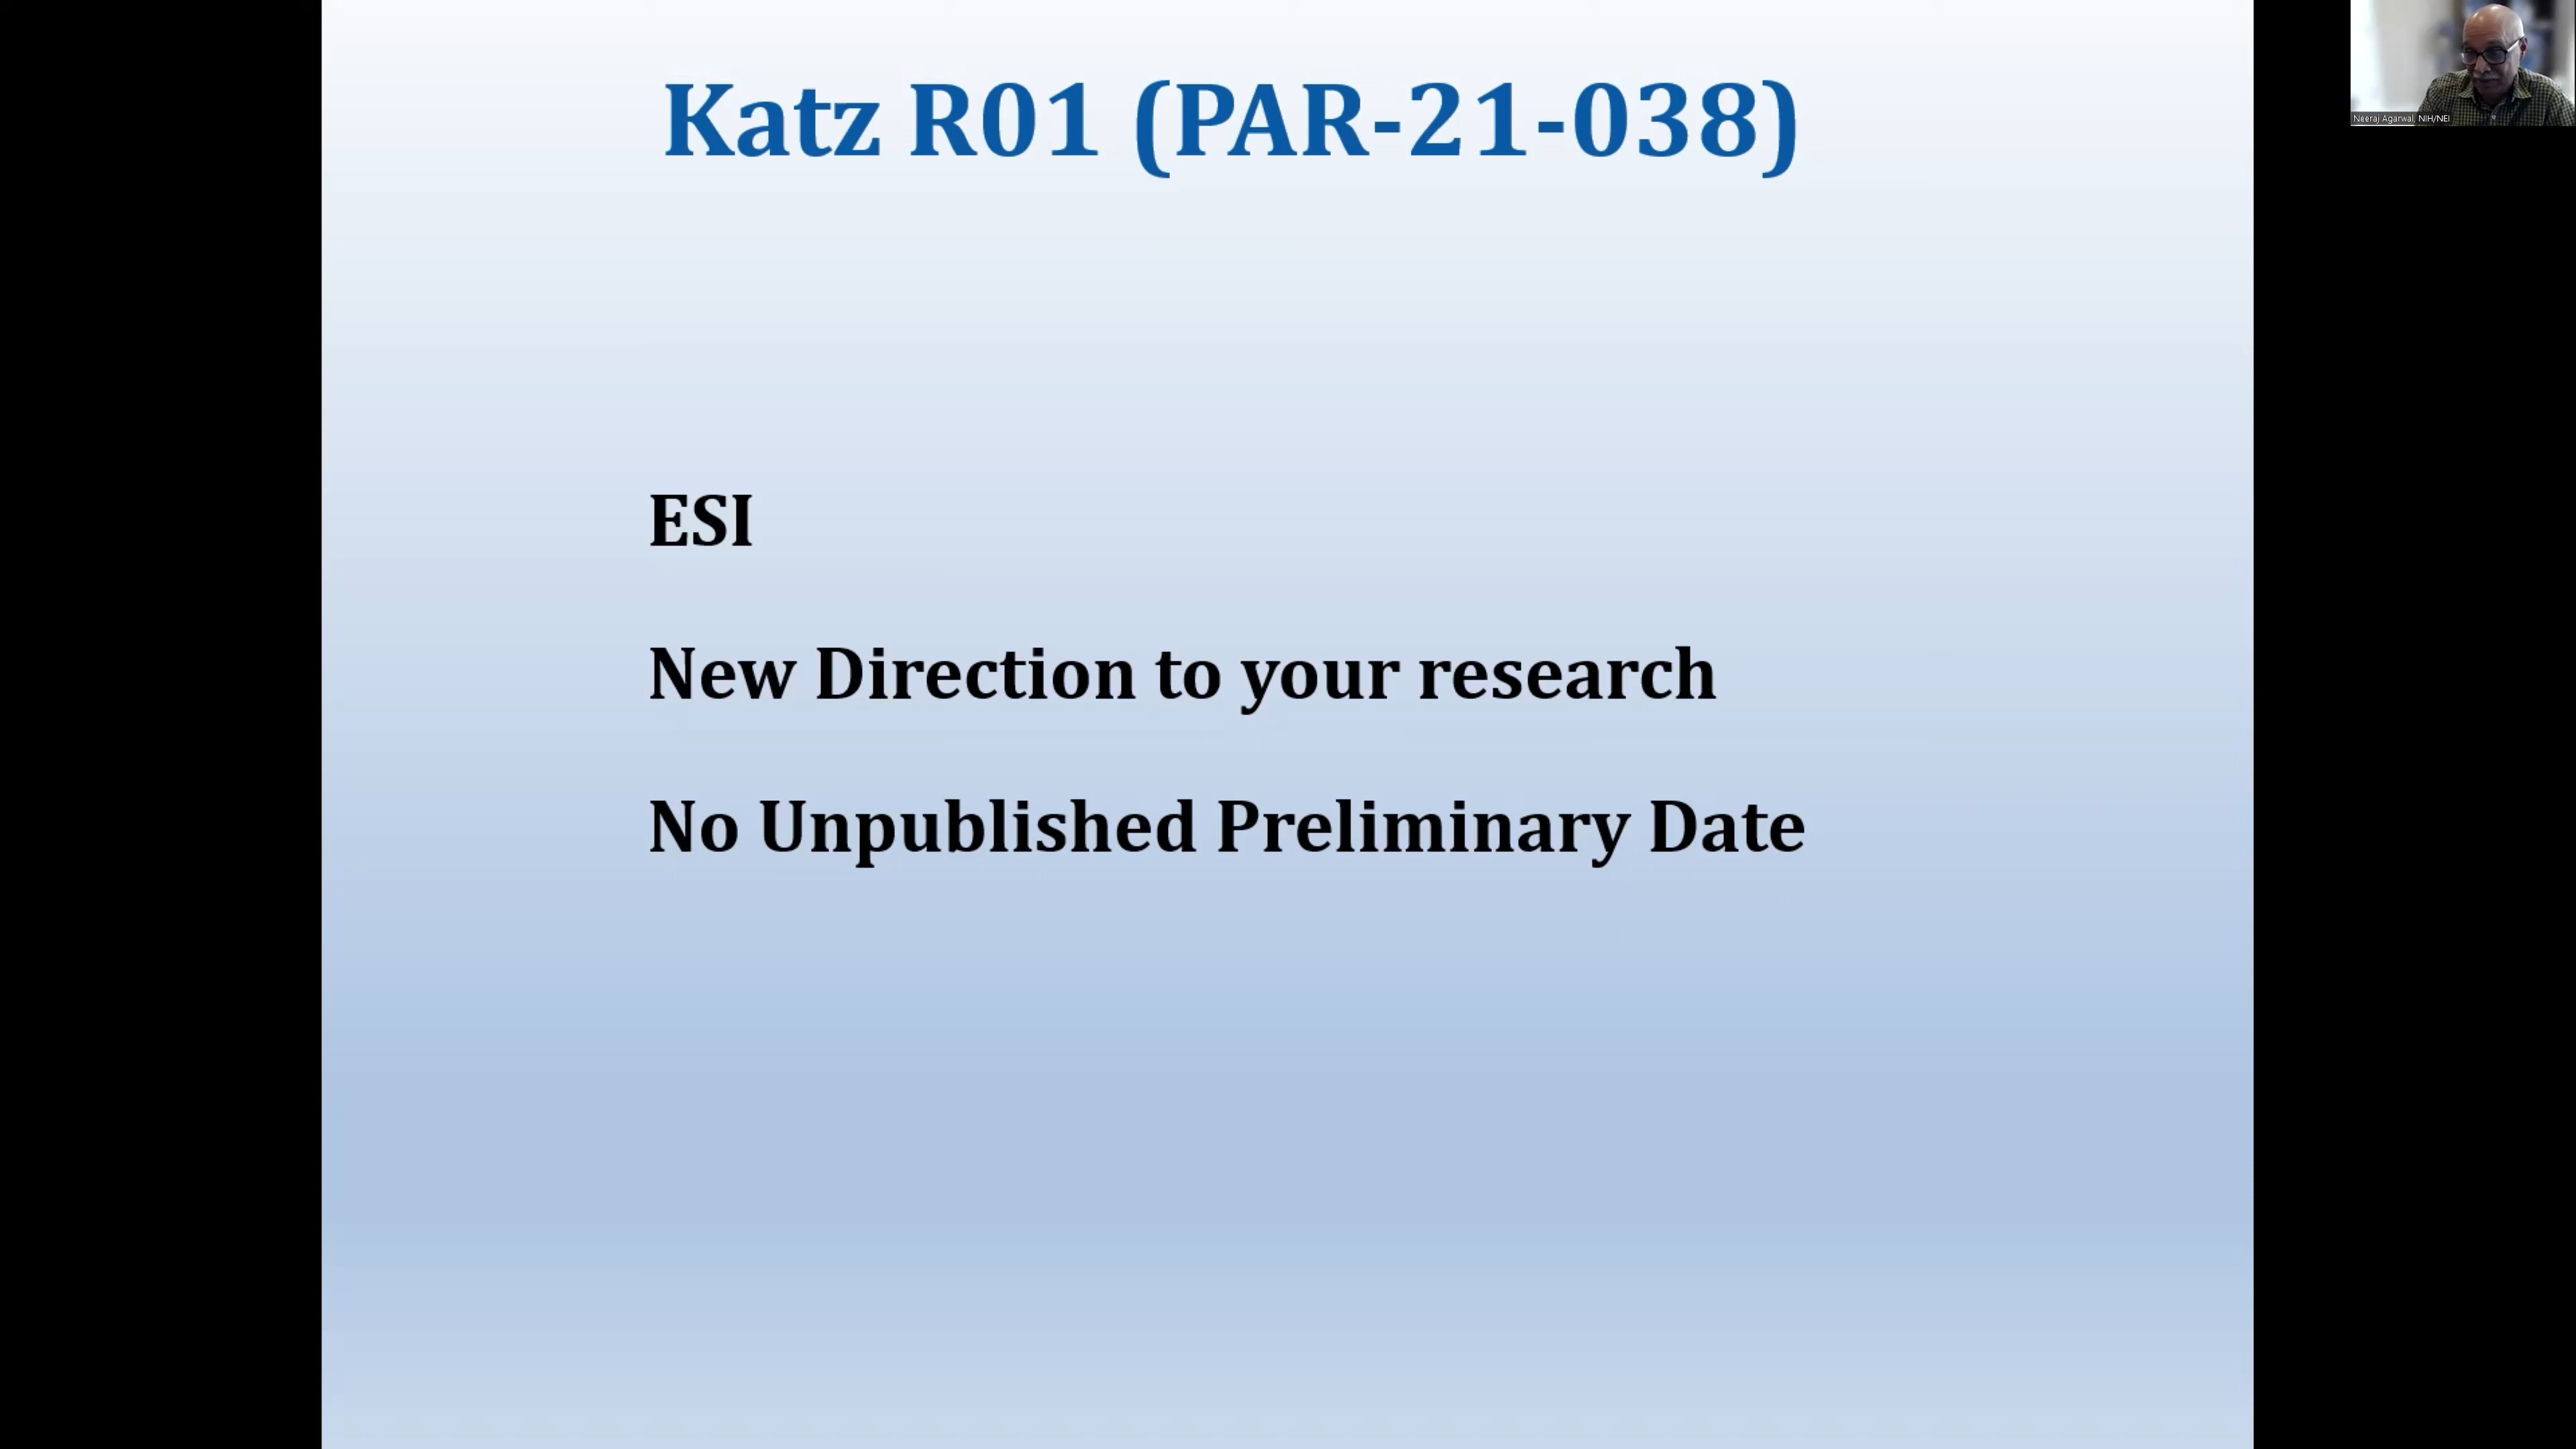 Katz R01 (PAR-21-038)
Neeraj Agarwal, NIH/NEI
ESI
New Direction to your research
No Unpublished Preliminary Date